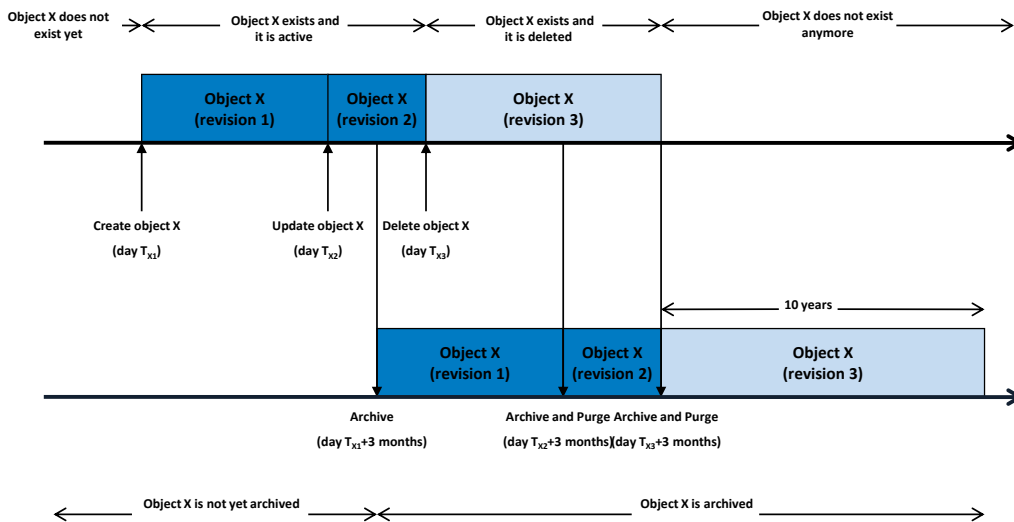 Object X does not
exist yet
Object X exists and
it is active
Object X exists and
it is deleted
Object X does not exist
anymore
Object X
(revision 1)
Object X
(revision 2)
Object X
(revision 3)
Create object X
(day TX1)
Update object X
(day TX2)
Delete object X
(day TX3)
10 years
Object X
(revision 1)
Object X
(revision 2)
Object X
(revision 3)
Archive
(day TX1+3 months)
Archive and Purge
(day TX2+3 months)
Archive and Purge
(day TX3+3 months)
Object X is not yet archived
Object X is archived